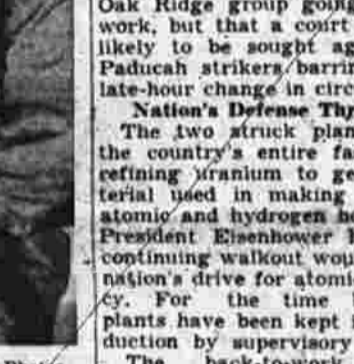 Oak Ridge group going
work, but that a court
likely to be sought ag
Paducah strikers barrin
late-hour change in circ
Nation's Defense Th
The two struck plan
the country's entire fa
refining uranium to ge
terial used in making
atomic and hydrogen b
President Eisenhower
continuing walkout wou
nation's drive for atomi
cy. For the time
plants have been kept
duction by supervisory
The back-to-work